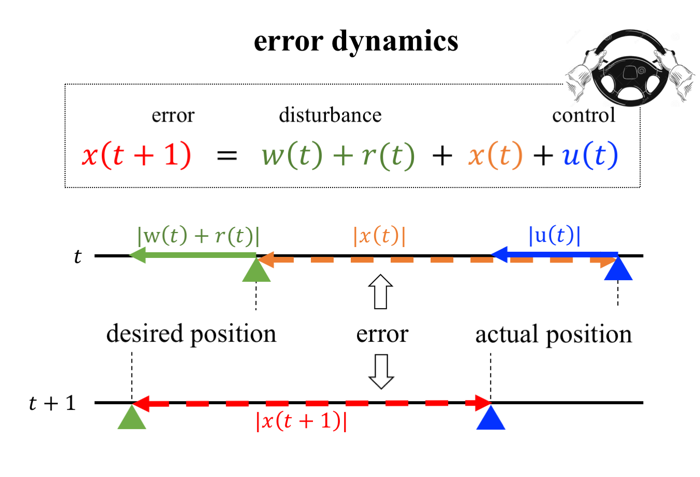 error dynamics
error disturbance control
x(t + 1) = w(t) + r(t) + x(t) + u(t)
|w(t) + r(t)| |x(t)| |u(t)|
t
desired position error actual position
t + 1
|x(t + 1)|